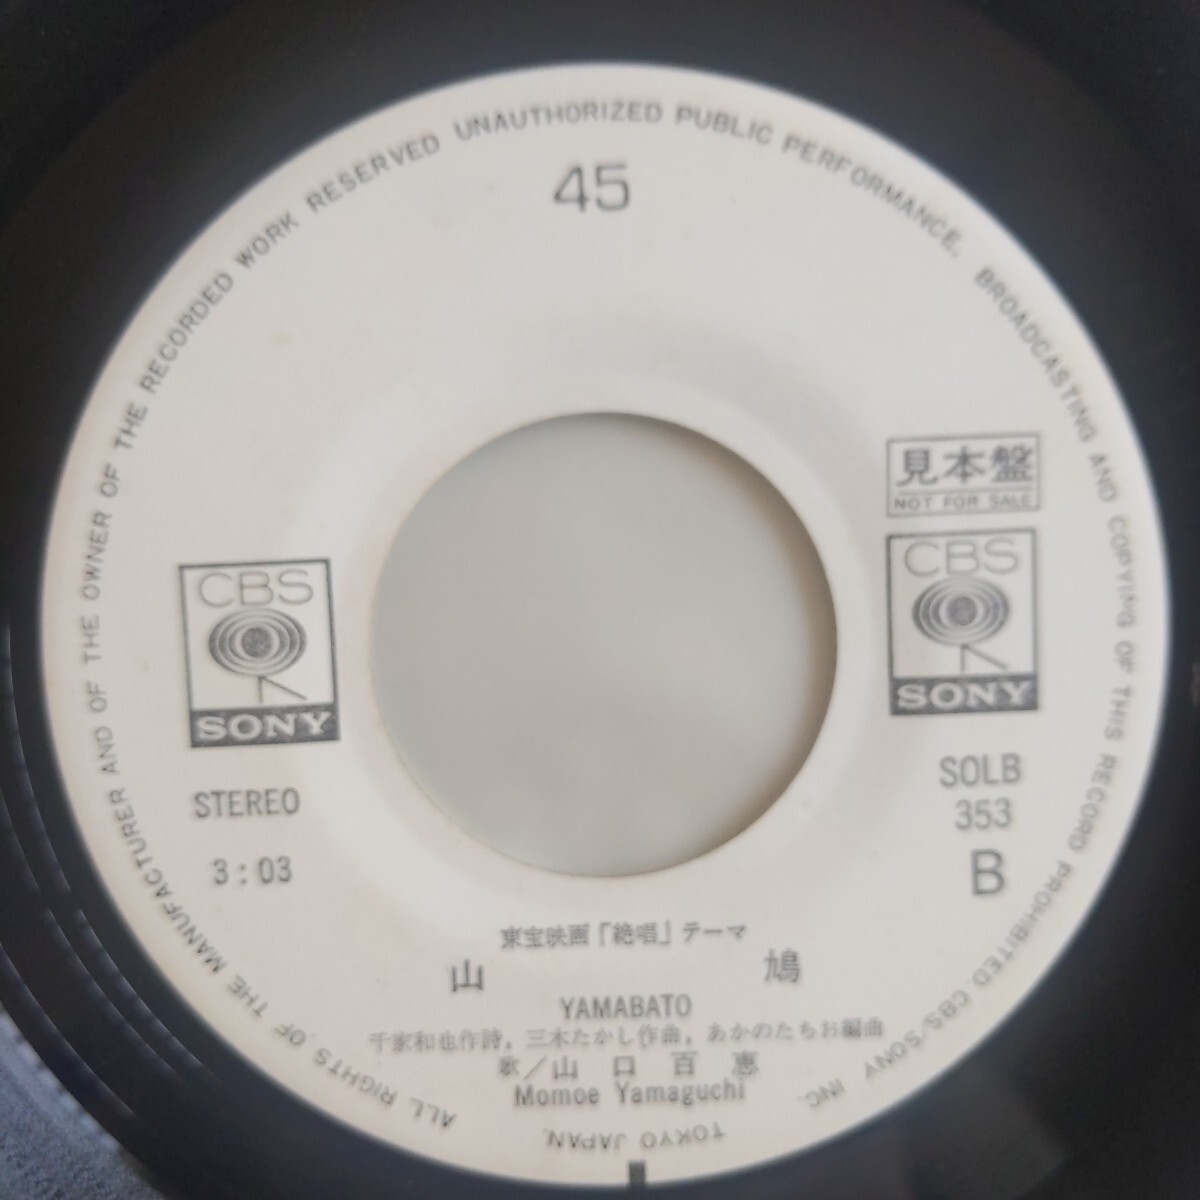 ALL RIGHTS OF THE MANUFACTURER AND OF THE OWNER OF THE RECORDED WORK RESERVED UNAUTHORIZED PUBLIC PERFORMANCE, BROADCASTING AND COPYING OF THIS RECORD PROHIBITED CBS/SONY INC. TOKYO JAPAN.
45
見本盤
NOT FOR SALE
CBS
SONY
CBS
SONY
STEREO
3:03
SOLB
353
B
東宝映画「絶唱」テーマ
山 鳩
YAMABATO
千家和也作詩, 三木たかし作曲, あかのたちお編曲
歌/山口百恵
Momoe Yamaguchi